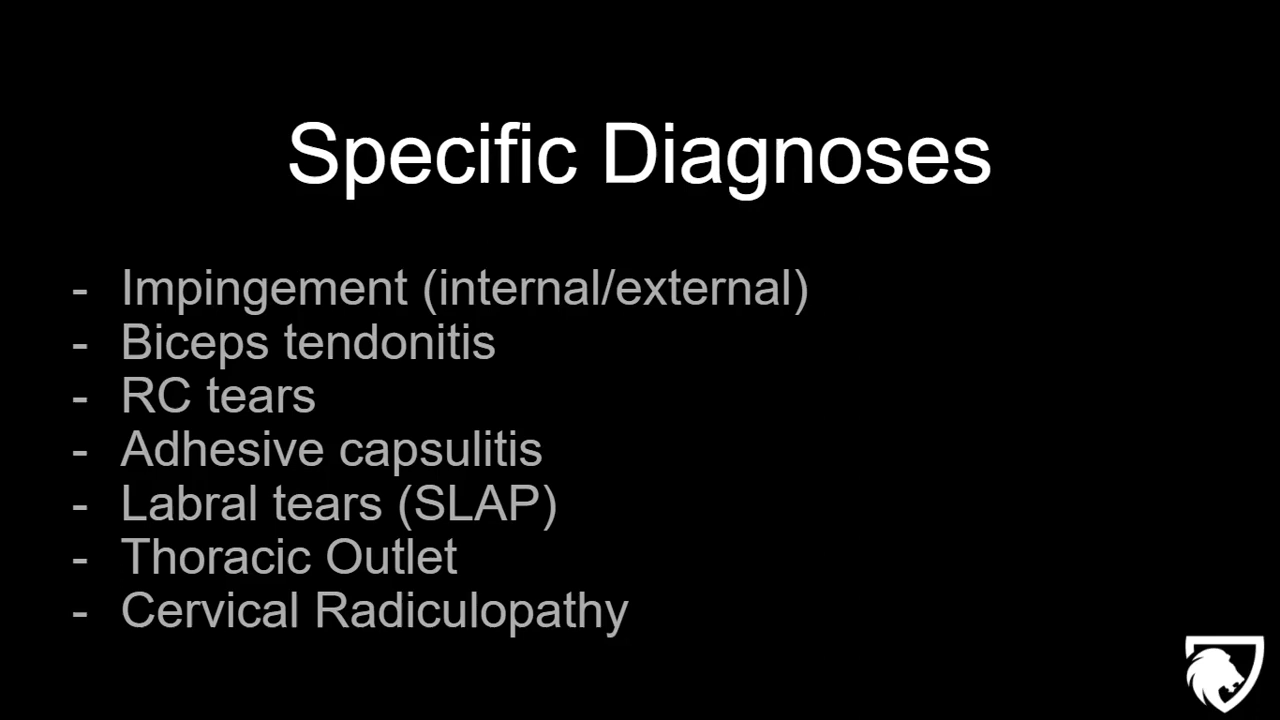 Specific Diagnoses
- Impingement (internal/external)
- Biceps tendonitis
- RC tears
- Adhesive capsulitis
- Labral tears (SLAP)
- Thoracic Outlet
- Cervical Radiculopathy